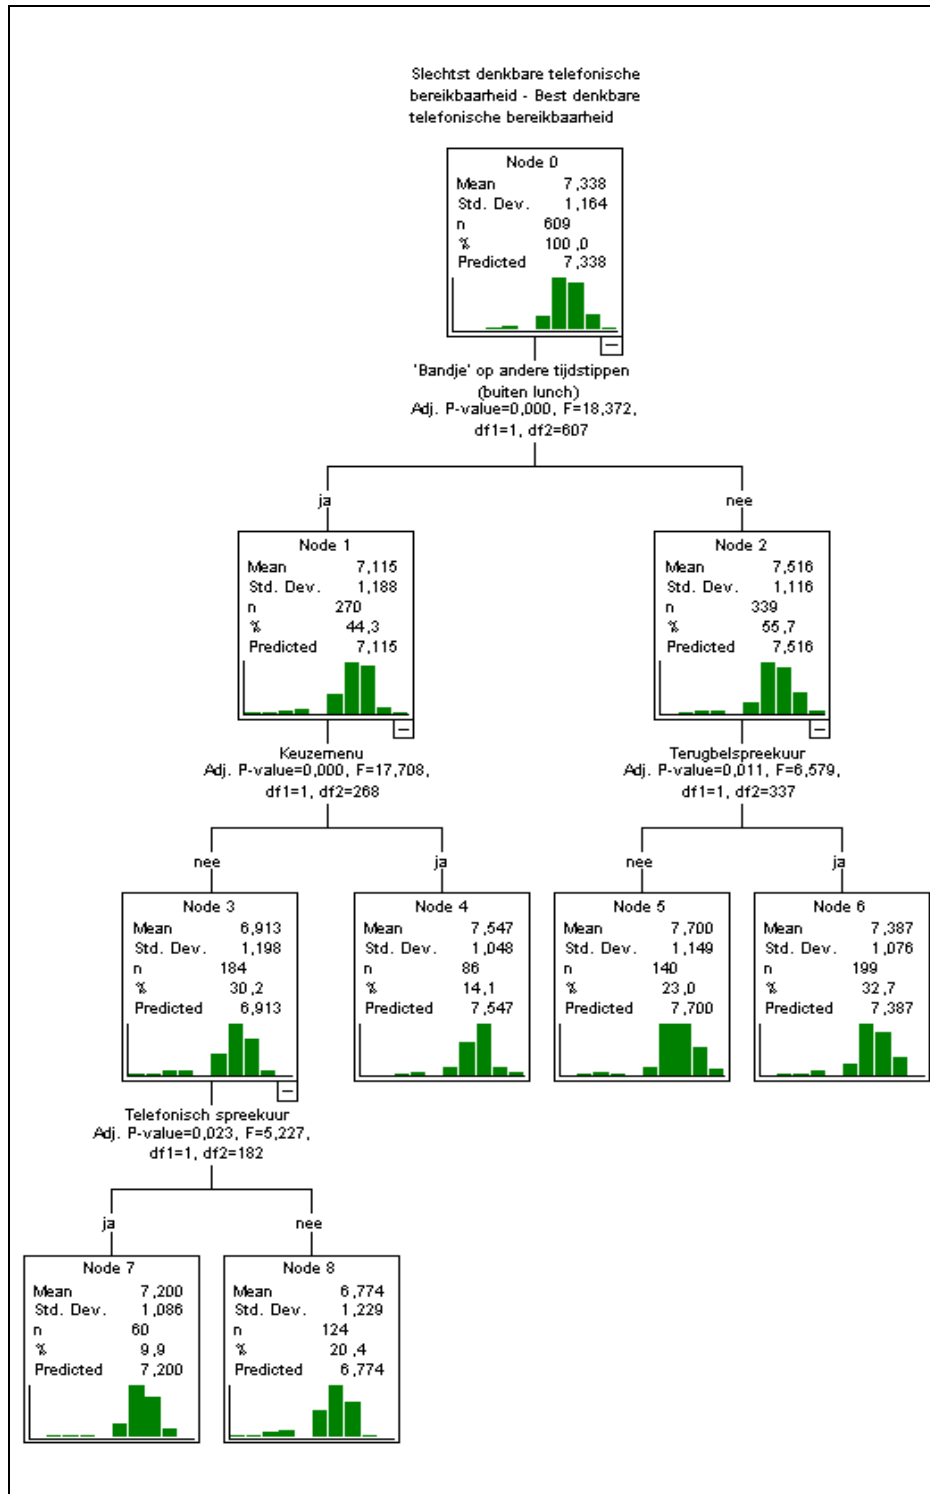 Slechtst denkbare telefonische
bereikbaarheid - Best denkbare
telefonische bereikbaarheid
Node 0
Mean 7,338
Std. Dev. 1,164
n 609
% 100,0
Predicted 7,338
'Bandje' op andere tijdstippen
(buiten lunch)
Adj. P-value=0,000, F=18,372,
df1=1, df2=607
ja
nee
Node 1
Mean 7,115
Std. Dev. 1,188
n 270
% 44,3
Predicted 7,115
Node 2
Mean 7,516
Std. Dev. 1,116
n 339
% 55,7
Predicted 7,516
Keuzemenu
Adj. P-value=0,000, F=17,708,
df1=1, df2=268
Terugbelspreekuur
Adj. P-value=0,011, F=6,579,
df1=1, df2=337
nee
ja
nee
ja
Node 3
Mean 6,913
Std. Dev. 1,198
n 184
% 30,2
Predicted 6,913
Node 4
Mean 7,547
Std. Dev. 1,048
n 86
% 14,1
Predicted 7,547
Node 5
Mean 7,700
Std. Dev. 1,149
n 140
% 23,0
Predicted 7,700
Node 6
Mean 7,387
Std. Dev. 1,076
n 199
% 32,7
Predicted 7,387
Telefonisch spreekuur
Adj. P-value=0,023, F=5,227,
df1=1, df2=182
ja
nee
Node 7
Mean 7,200
Std. Dev. 1,086
n 60
% 9,9
Predicted 7,200
Node 8
Mean 6,774
Std. Dev. 1,229
n 124
% 20,4
Predicted 6,774